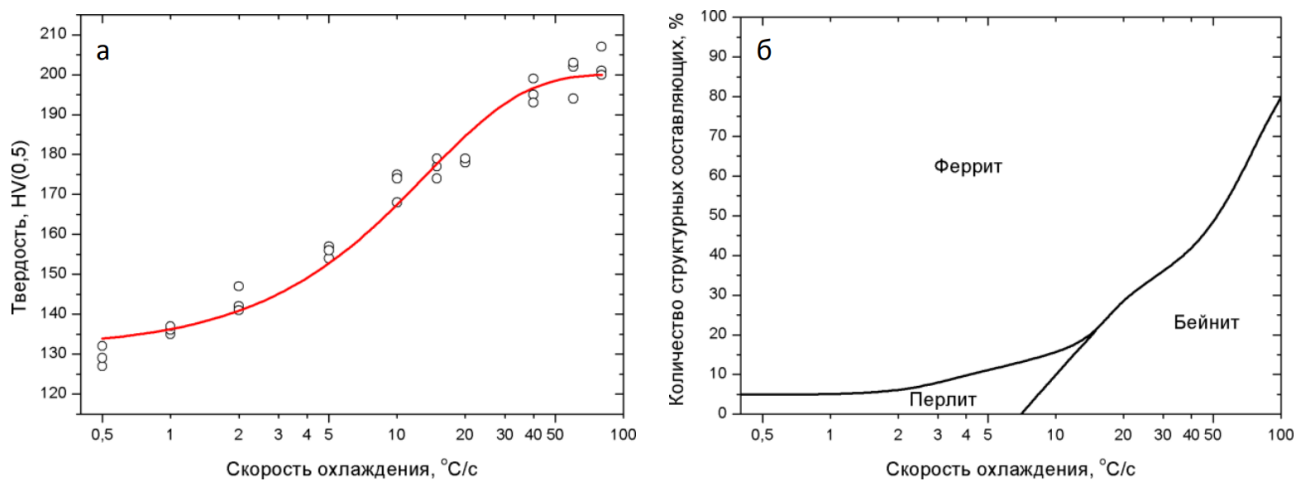 а
Твердость, HV(0,5)
210
200
190
180
170
160
150
140
130
120
0,5 1 2 3 4 5 10 20 30 40 50 100
Скорость охлаждения, °C/c
б
Количество структурных составляющих, %
100
90
80
70
60
50
40
30
20
10
0
Феррит
Бейнит
Перлит
0,5 1 2 3 4 5 10 20 30 40 50 100
Скорость охлаждения, °C/c